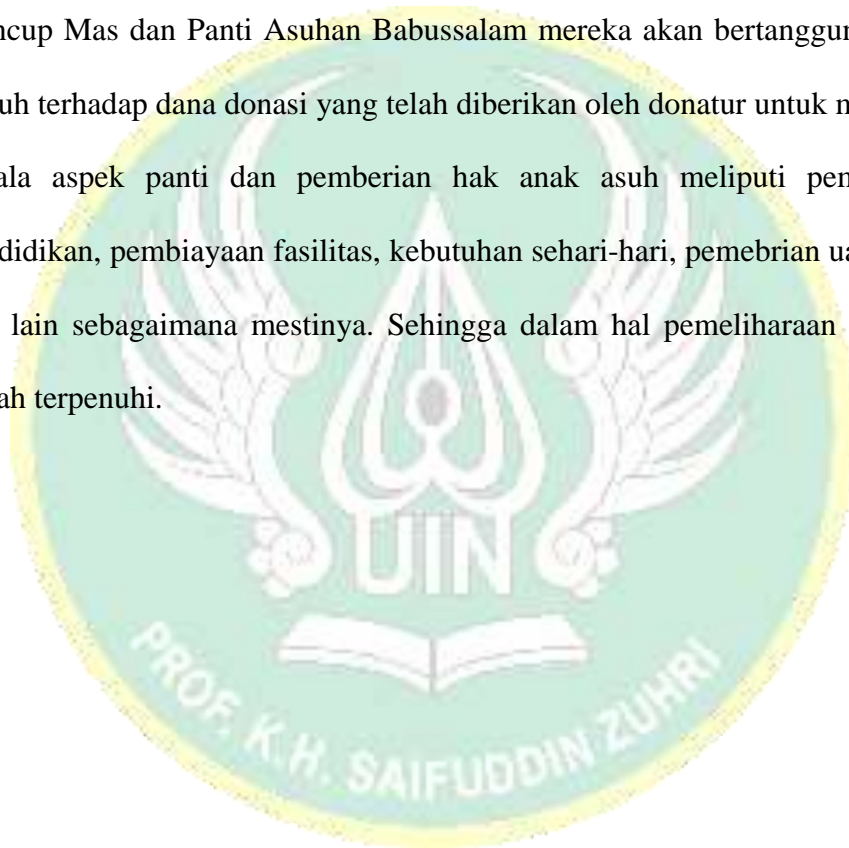 ncup Mas dan Panti Asuhan Babussalam mereka akan bertanggun
uh terhadap dana donasi yang telah diberikan oleh donatur untuk m
ala aspek panti dan pemberian hak anak asuh meliputi pem
didikan, pembiayaan fasilitas, kebutuhan sehari-hari, pemebrian ua
lain sebagaimana mestinya. Sehingga dalam hal pemeliharaan
ah terpenuhi.
UIN
PROF. K.H. SAIFUDDIN ZUHRI